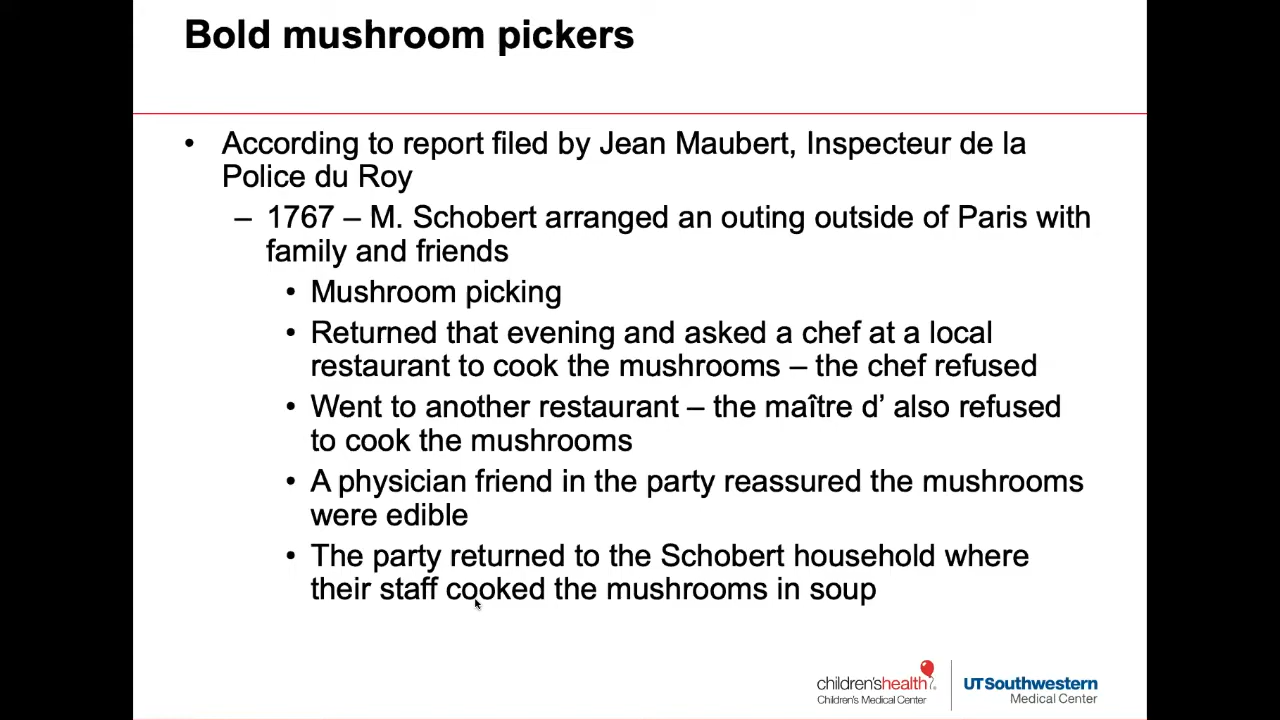 Bold mushroom pickers
• According to report filed by Jean Maubert, Inspecteur de la
Police du Roy
– 1767 – M. Schobert arranged an outing outside of Paris with
family and friends
• Mushroom picking
• Returned that evening and asked a chef at a local
restaurant to cook the mushrooms – the chef refused
• Went to another restaurant – the maître d’ also refused
to cook the mushrooms
• A physician friend in the party reassured the mushrooms
were edible
• The party returned to the Schobert household where
their staff cooked the mushrooms in soup
children'shealth
Children's Medical Center
UTSouthwestern
Medical Center